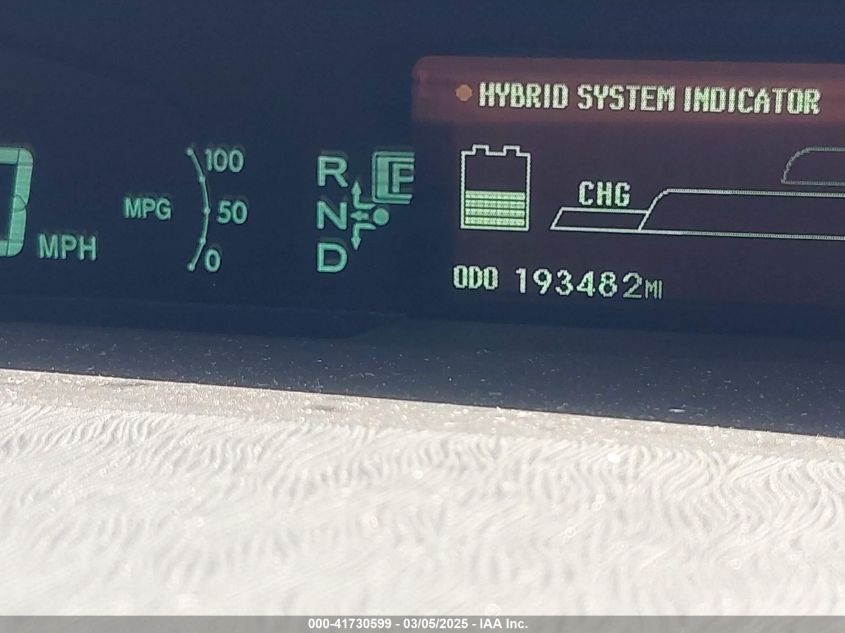 HYBRID SYSTEM INDICATOR
100
MPG 50
0
MPH
R P
N
D
CHG
ODO 193482MI
000-41730599 - 03/05/2025 - IAA Inc.